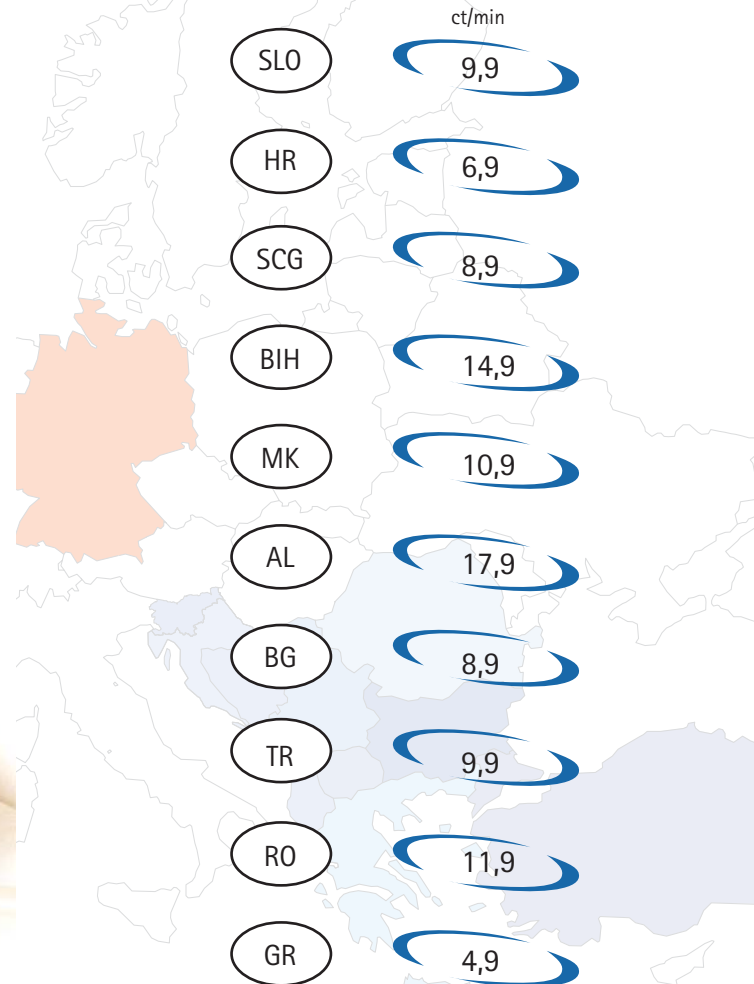 ct/min
SLO 9,9
HR 6,9
SCG 8,9
BIH 14,9
MK 10,9
AL 17,9
BG 8,9
TR 9,9
RO 11,9
GR 4,9